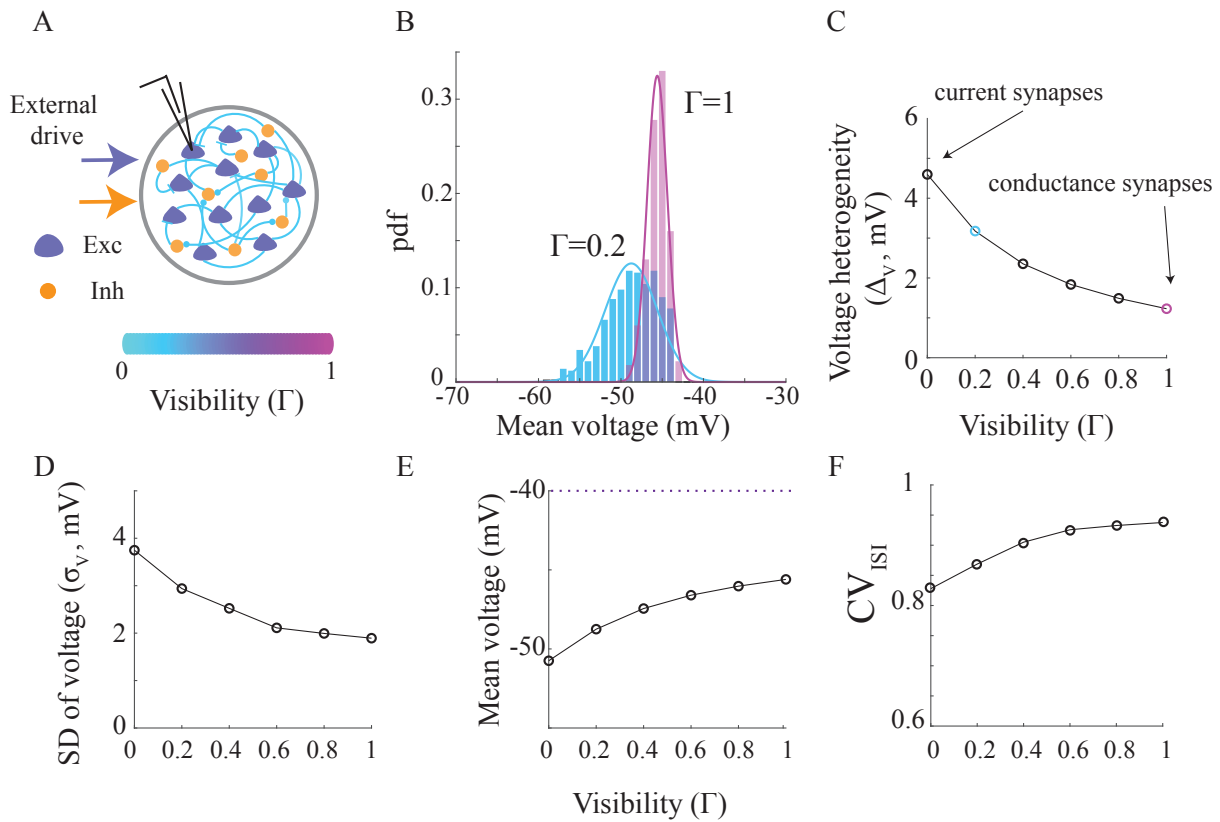 A
External
drive
Exc
Inh
0
1
Visibility (Γ)
B
0.3
0.2
0.1
0
pdf
Γ=1
Γ=0.2
-70
-60
-50
-40
-30
Mean voltage (mV)
C
current synapses
conductance synapses
6
4
2
0
Voltage heterogeneity
(Δ_V, mV)
0
0.2
0.4
0.6
0.8
1
Visibility (Γ)
D
4
2
0
SD of voltage (σ_V, mV)
0
0.2
0.4
0.6
0.8
1
E
-40
-50
Mean voltage (mV)
0
0.2
0.4
0.6
0.8
1
Visibility (Γ)
F
1
0.8
0.6
CV_ISI
0
0.2
0.4
0.6
0.8
1